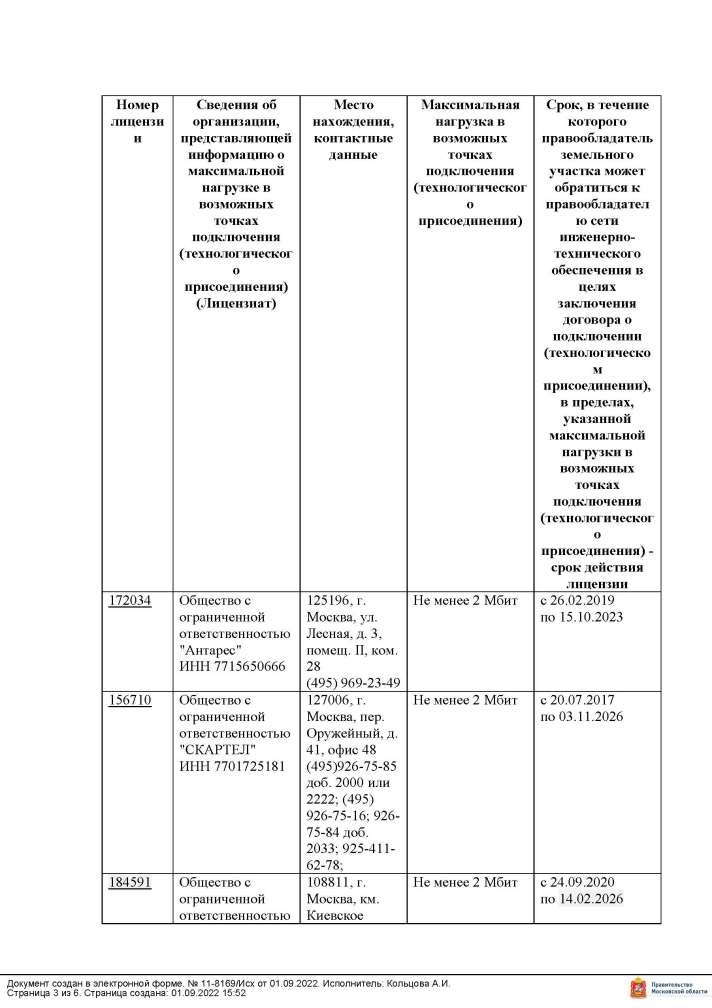 Номер
лицензи
и
Сведения об
организации,
представляющей
информацию о
максимальной
нагрузке в
возможных
точках
подключения
(технологическог
о
присоединения)
(Лицензиат)
Место
нахождения,
контактные
данные
Максимальная
нагрузка в
возможных
точках
подключения
(технологическог
о
присоединения)
Срок, в течение
которого
правообладатель
земельного
участка может
обратиться к
правообладател
ю сети
инженерно-
технического
обеспечения в
целях
заключения
договора о
подключении
(технологическо
м
присоединении),
в пределах,
указанной
максимальной
нагрузки в
возможных
точках
подключения
(технологическог
о
присоединения) -
срок действия
лицензии
172034
Общество с
ограниченной
ответственностью
"Антарес"
ИНН 7715650666
125196, г.
Москва, ул.
Лесная, д. 3,
помещ. II, ком.
28
(495) 969-23-49
Не менее 2 Мбит
с 26.02.2019
по 15.10.2023
156710
Общество с
ограниченной
ответственностью
"СКАРТЕЛ"
ИНН 7701725181
127006, г.
Москва, пер.
Оружейный, д.
41, офис 48
(495)926-75-85
доб. 2000 или
2222; (495)
926-75-16; 926-
75-84 доб.
2033; 925-411-
62-78;
Не менее 2 Мбит
с 20.07.2017
по 03.11.2026
184591
Общество с
ограниченной
ответственностью
108811, г.
Москва, км.
Киевское
Не менее 2 Мбит
с 24.09.2020
по 14.02.2026
Документ создан в электронной форме. № 11-8169/Исх от 01.09.2022. Исполнитель: Кольцова А.И.
Страница 3 из 6. Страница создана: 01.09.2022 15:52
Правительство
Московской области